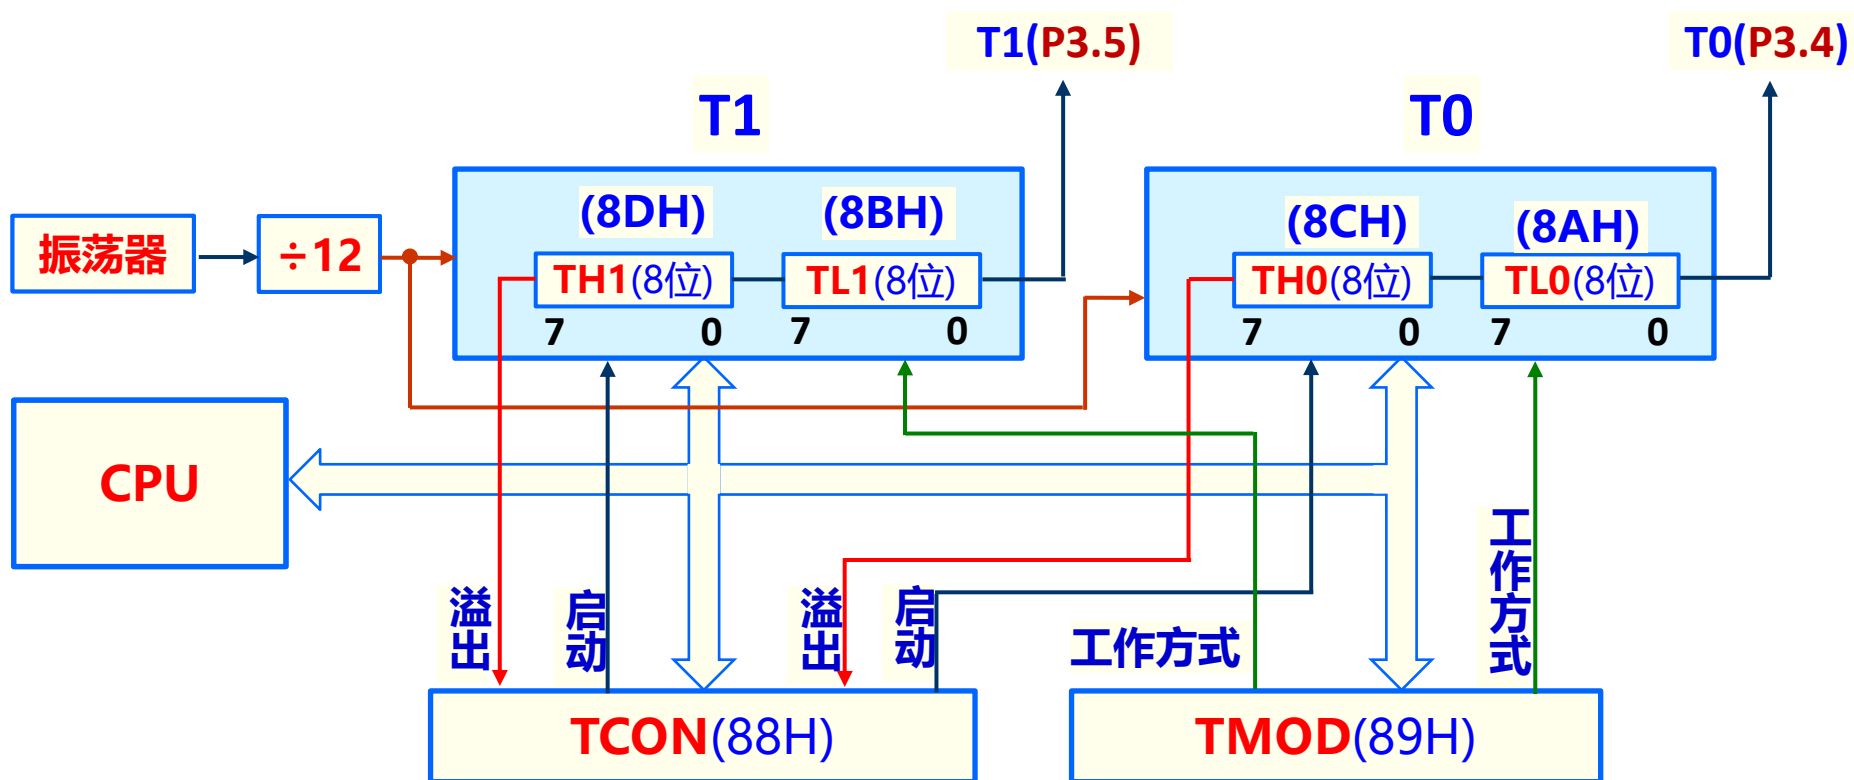 T1(P3.5)
T0(P3.4)
T1
T0
(8DH)
(8BH)
(8CH)
(8AH)
振荡器
÷12
TH1(8位)
TL1(8位)
TH0(8位)
TL0(8位)
7 0 7 0
7 0 7 0
CPU
溢出
启动
溢出
启动
工作方式
工作方式
TCON(88H)
TMOD(89H)